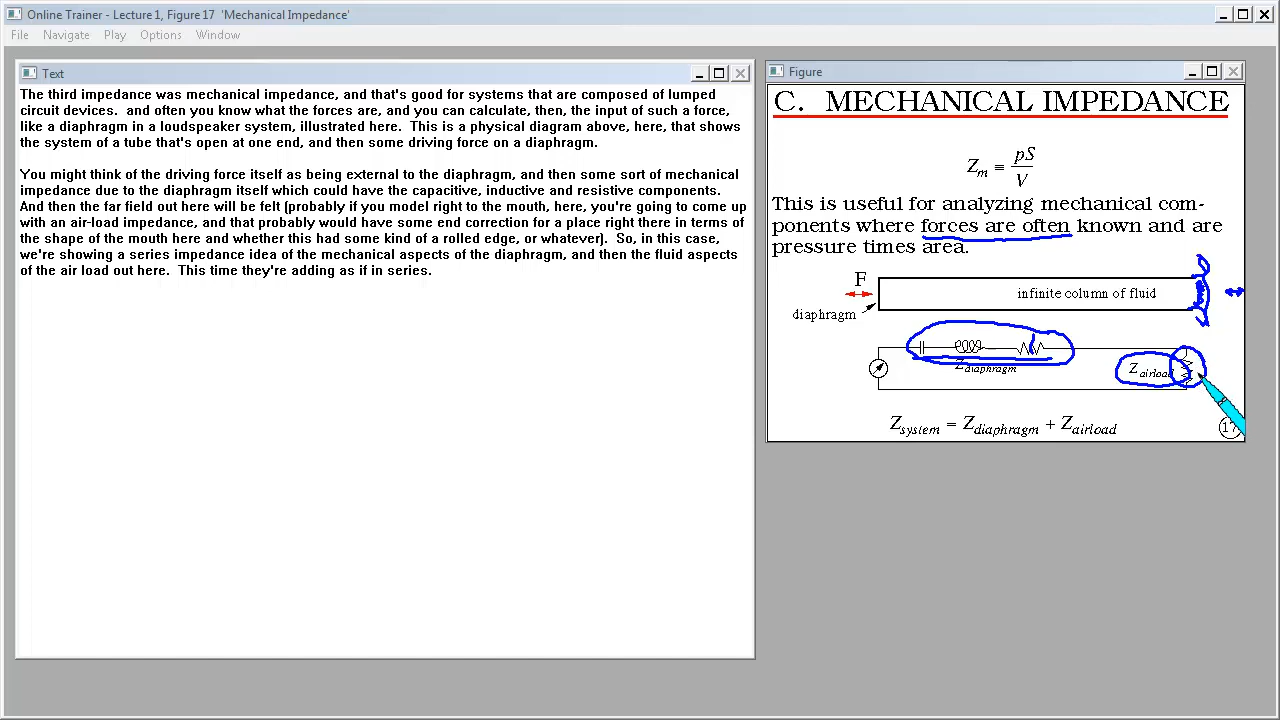 Online Trainer - Lecture 1, Figure 17 'Mechanical Impedance'
File Navigate Play Options Window
Text
The third impedance was mechanical impedance, and that's good for systems that are composed of lumped
circuit devices. and often you know what the forces are, and you can calculate, then, the input of such a force,
like a diaphragm in a loudspeaker system, illustrated here. This is a physical diagram above, here, that shows
the system of a tube that's open at one end, and then some driving force on a diaphragm.
You might think of the driving force itself as being external to the diaphragm, and then some sort of mechanical
impedance due to the diaphragm itself which could have the capacitive, inductive and resistive components.
And then the far field out here will be felt (probably if you model right to the mouth, here, you're going to come up
with an air-load impedance, and that probably would have some end correction for a place right there in terms of
the shape of the mouth here and whether this had some kind of a rolled edge, or whatever). So, in this case,
we're showing a series impedance idea of the mechanical aspects of the diaphragm, and then the fluid aspects
of the air load out here. This time they're adding as if in series.
Figure
C. MECHANICAL IMPEDANCE
Zm = pS/V
This is useful for analyzing mechanical com-
ponents where forces are often known and are
pressure times area.
F
infinite column of fluid
diaphragm
Zdiaphragm
Zairload
Zsystem = Zdiaphragm + Zairload
17